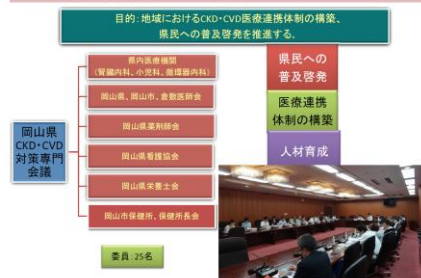 目的:地域におけるCKD・CVD医療連携体制の構築、
県民への普及啓発を推進する。
岡山県
CKD・CVD
対策専門
会議
県内医療機関
(腎臓内科、小児科、循環器内科)
岡山県、岡山市、倉敷医師会
岡山県薬剤師会
岡山県看護協会
岡山県栄養士会
岡山市保健所、保健所長会
委員:25名
県民への
普及啓発
医療連携
体制の構築
人材育成